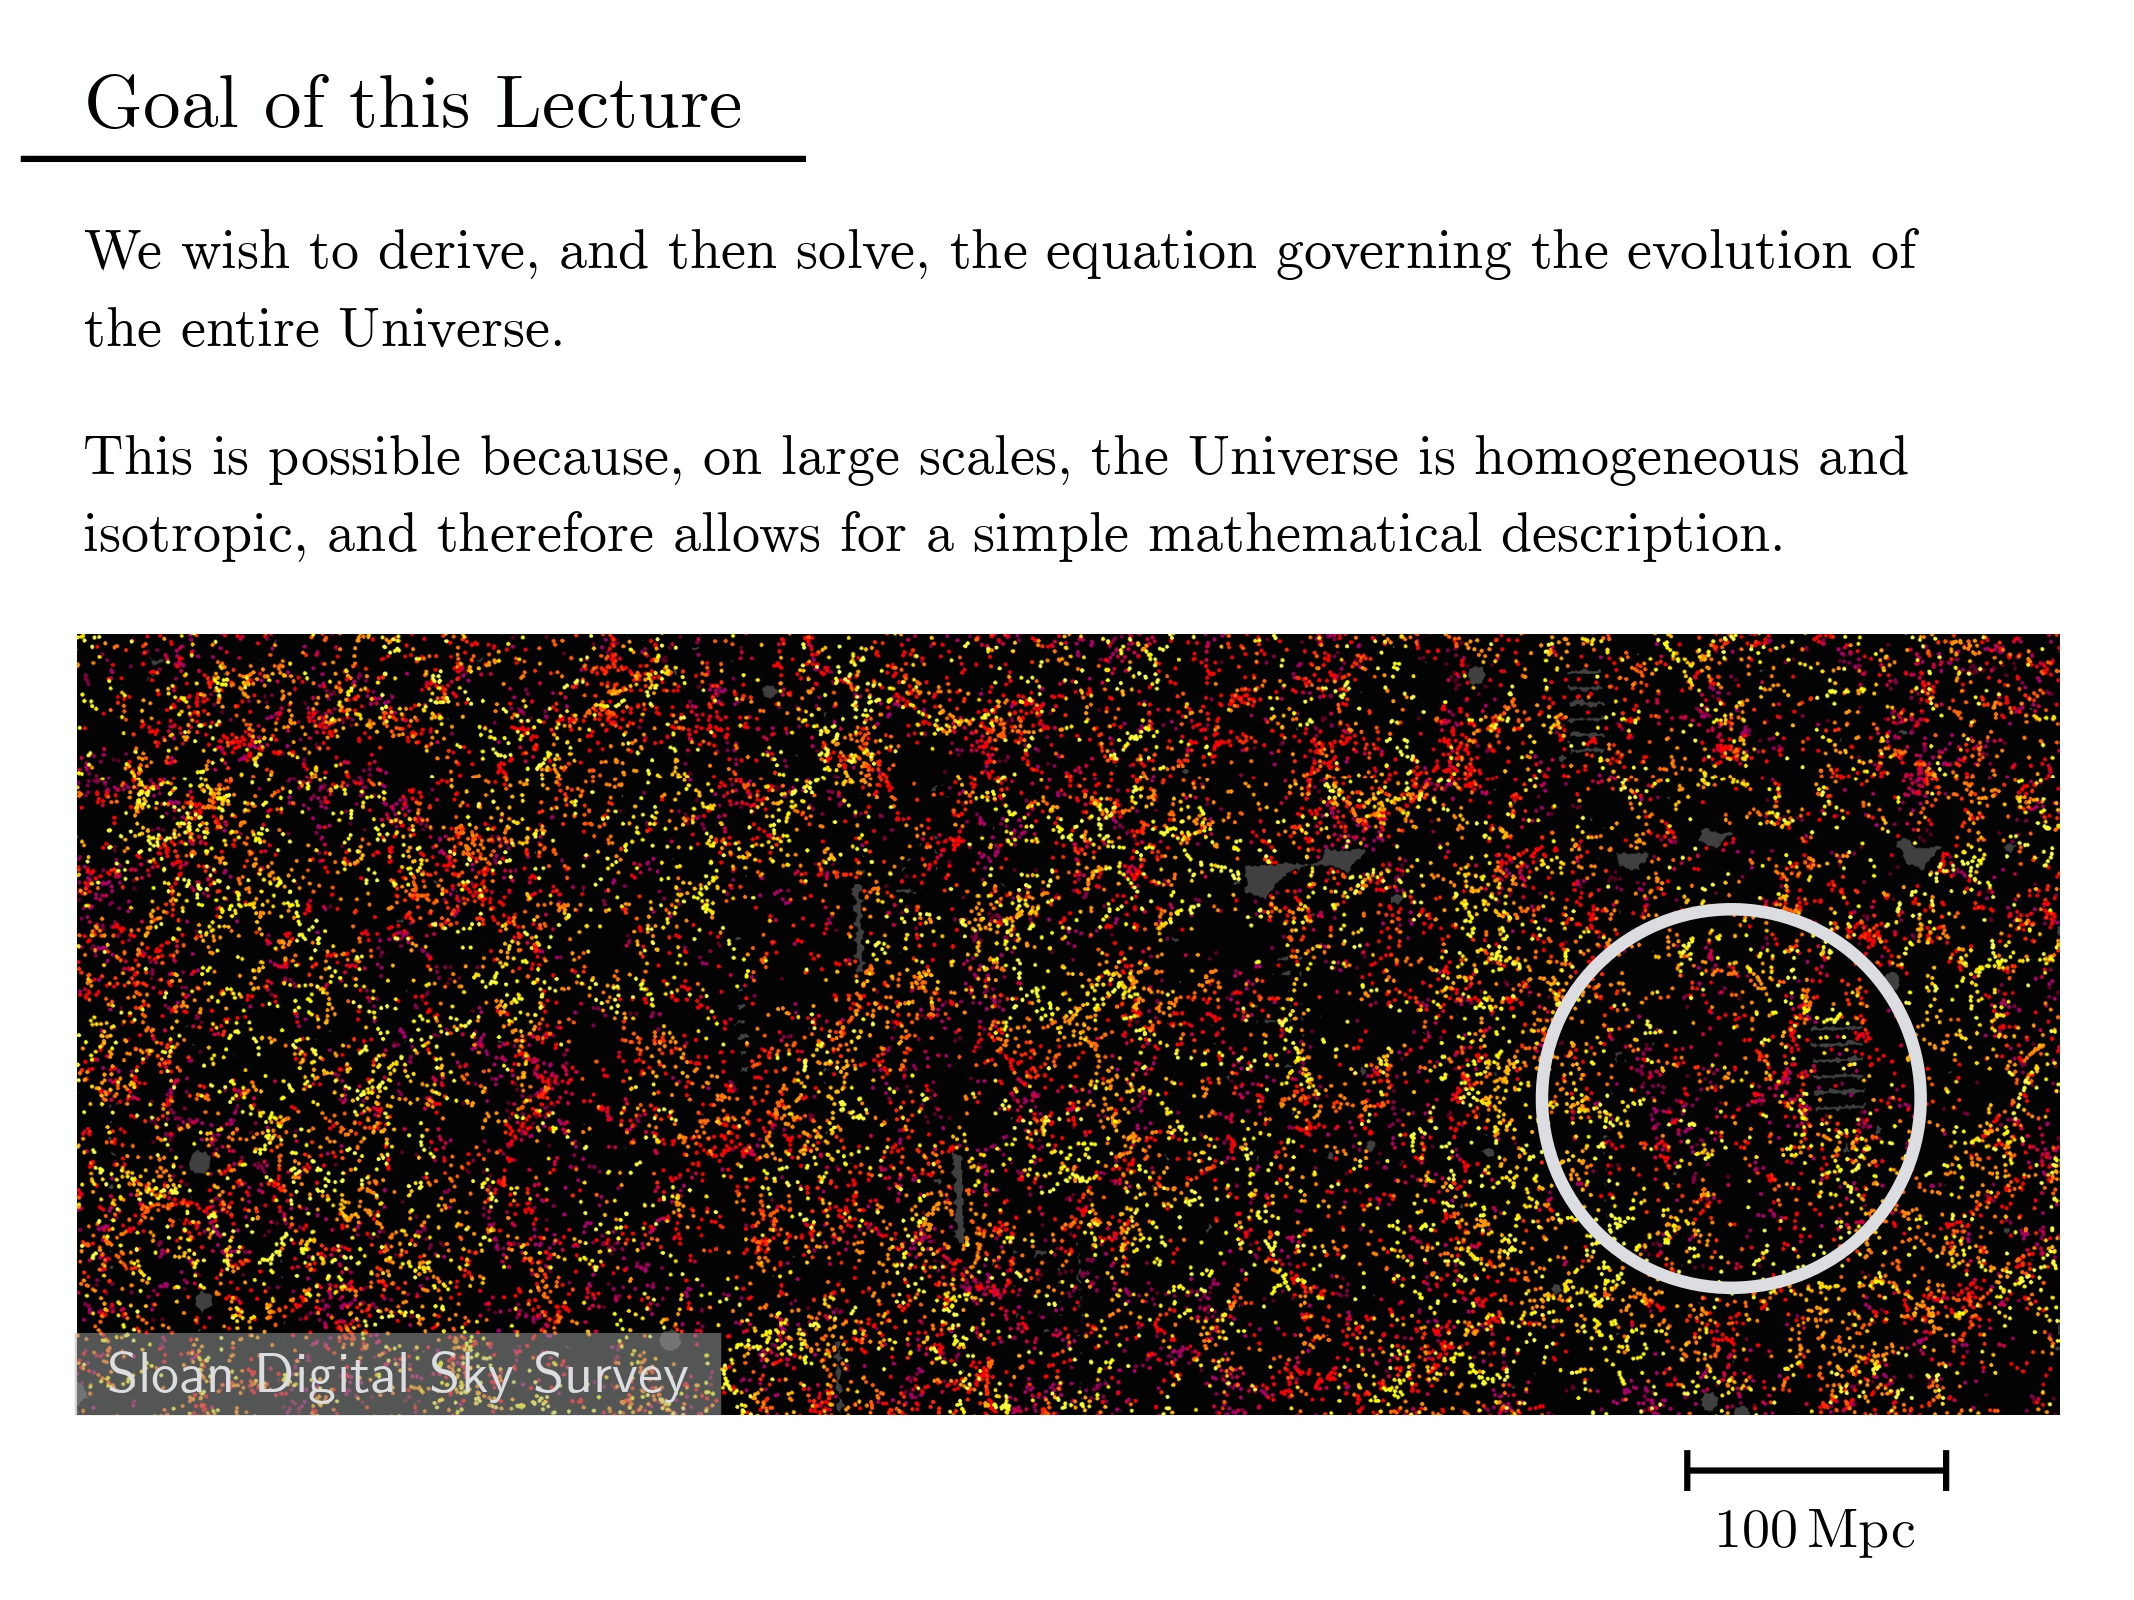 Goal of this Lecture
We wish to derive, and then solve, the equation governing the evolution of
the entire Universe.
This is possible because, on large scales, the Universe is homogeneous and
isotropic, and therefore allows for a simple mathematical description.
Sloan Digital Sky Survey
100 Mpc